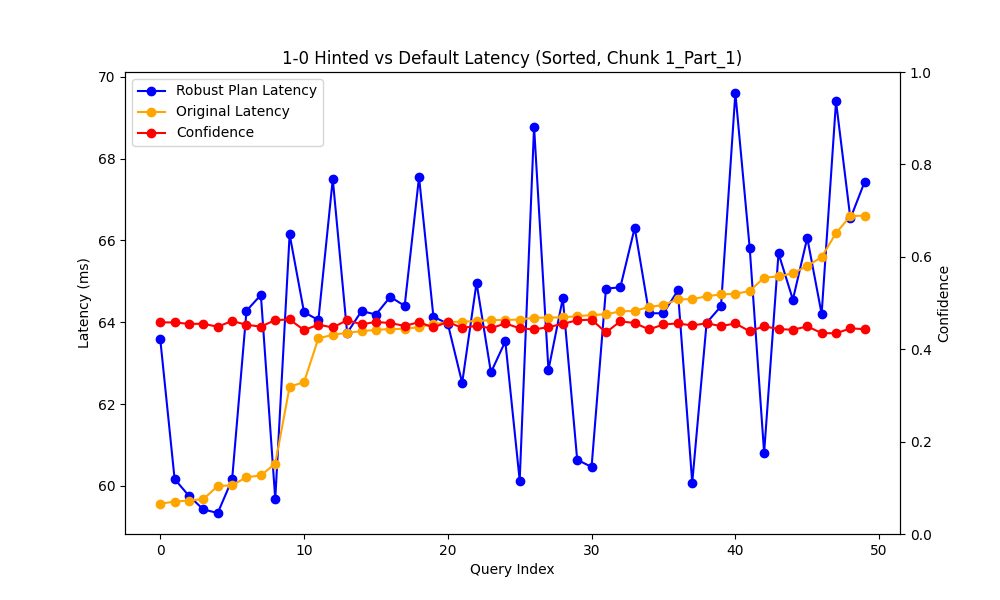 1-0 Hinted vs Default Latency (Sorted, Chunk 1_Part_1)
Robust Plan Latency
Original Latency
Confidence
Latency (ms)
70
68
66
64
62
60
1.0
0.8
0.6
0.4
0.2
0.0
Confidence
0 10 20 30 40 50
Query Index